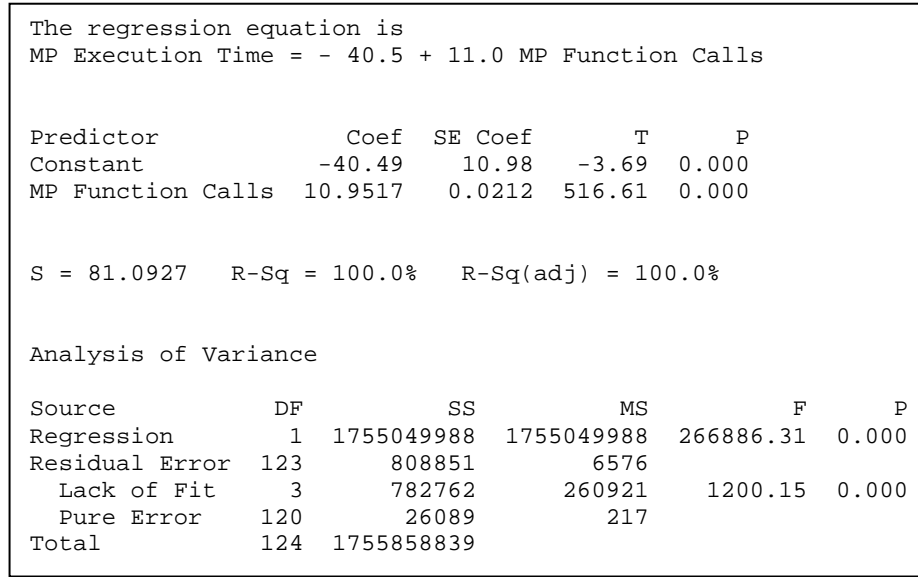 The regression equation is
MP Execution Time = - 40.5 + 11.0 MP Function Calls
Predictor Coef SE Coef T P
Constant -40.49 10.98 -3.69 0.000
MP Function Calls 10.9517 0.0212 516.61 0.000
S = 81.0927 R-Sq = 100.0% R-Sq(adj) = 100.0%
Analysis of Variance
Source DF SS MS F P
Regression 1 1755049988 1755049988 266886.31 0.000
Residual Error 123 808851 6576
Lack of Fit 3 782762 260921 1200.15 0.000
Pure Error 120 26089 217
Total 124 1755858839